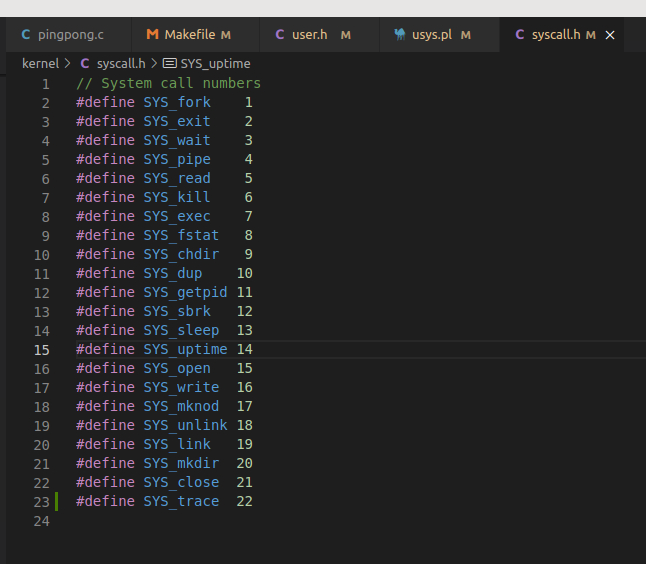 C pingpong.c M Makefile M C user.h M usys.pl M C syscall.h M ×
kernel > C syscall.h > SYS_uptime
1 // System call numbers
2 #define SYS_fork    1
3 #define SYS_exit    2
4 #define SYS_wait    3
5 #define SYS_pipe    4
6 #define SYS_read    5
7 #define SYS_kill    6
8 #define SYS_exec    7
9 #define SYS_fstat   8
10 #define SYS_chdir   9
11 #define SYS_dup    10
12 #define SYS_getpid 11
13 #define SYS_sbrk   12
14 #define SYS_sleep  13
15 #define SYS_uptime 14
16 #define SYS_open   15
17 #define SYS_write  16
18 #define SYS_mknod  17
19 #define SYS_unlink 18
20 #define SYS_link   19
21 #define SYS_mkdir  20
22 #define SYS_close  21
23 #define SYS_trace  22
24